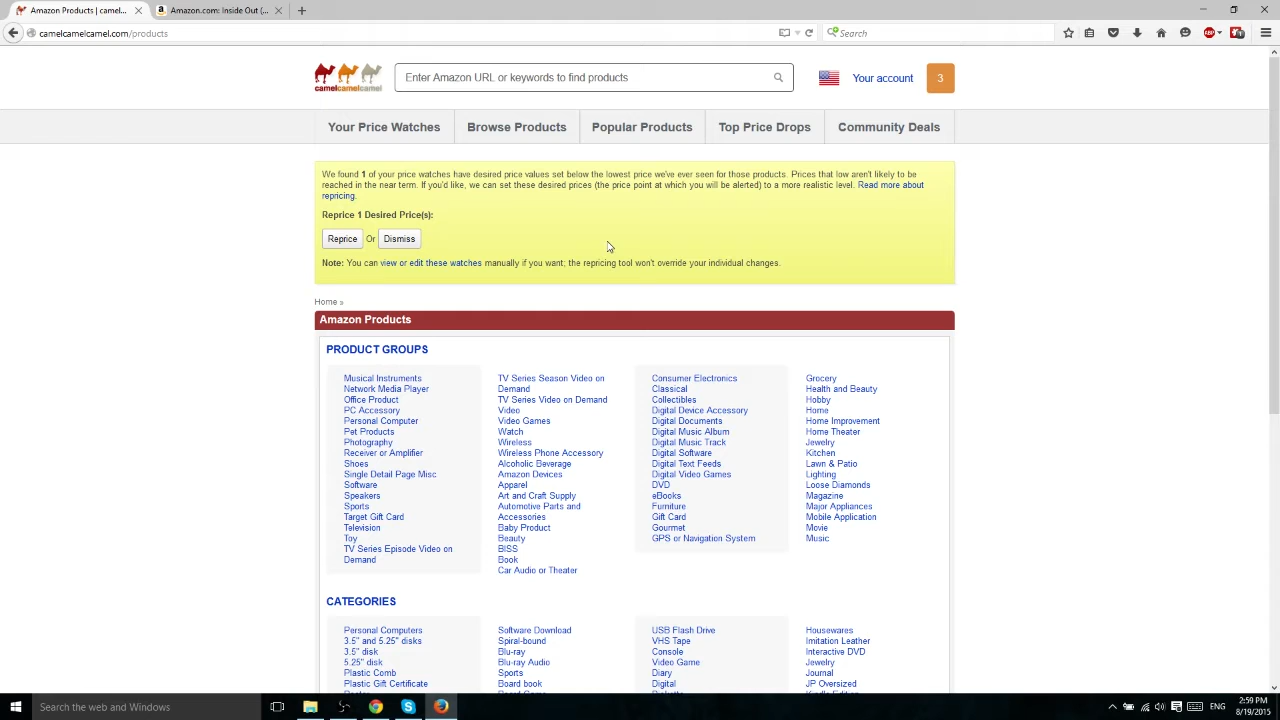 Amazon Products, Amazon P...
Amazon Inside Out (...
camelcamelcamel.com/products
Search
ABP
camelcamelcamel
Enter Amazon URL or keywords to find products
Your account
3
Your Price Watches
Browse Products
Popular Products
Top Price Drops
Community Deals
We found 1 of your price watches have desired price values set below the lowest price we've ever seen for those products. Prices that low aren't likely to be
reached in the near term. If you'd like, we can set these desired prices (the price point at which you will be alerted) to a more realistic level. Read more about
repricing.
Reprice 1 Desired Price(s):
Reprice Or Dismiss
Note: You can view or edit these watches manually if you want; the repricing tool won't override your individual changes.
Home »
Amazon Products
PRODUCT GROUPS
Musical Instruments
Network Media Player
Office Product
PC Accessory
Personal Computer
Pet Products
Photography
Receiver or Amplifier
Shoes
Single Detail Page Misc
Software
Speakers
Sports
Target Gift Card
Television
Toy
TV Series Episode Video on
Demand
TV Series Season Video on
Demand
TV Series Video on Demand
Video
Video Games
Watch
Wireless
Wireless Phone Accessory
Alcoholic Beverage
Amazon Devices
Apparel
Art and Craft Supply
Automotive Parts and
Accessories
Baby Product
Beauty
BISS
Book
Car Audio or Theater
Consumer Electronics
Classical
Collectibles
Digital Device Accessory
Digital Documents
Digital Music Album
Digital Music Track
Digital Software
Digital Text Feeds
Digital Video Games
DVD
eBooks
Furniture
Gift Card
Gourmet
GPS or Navigation System
Grocery
Health and Beauty
Hobby
Home
Home Improvement
Home Theater
Jewelry
Kitchen
Lawn & Patio
Lighting
Loose Diamonds
Magazine
Major Appliances
Mobile Application
Movie
Music
CATEGORIES
Personal Computers
3.5" and 5.25" disks
3.5" disk
5.25" disk
Plastic Comb
Plastic Gift Certificate
Software Download
Spiral-bound
Blu-ray
Blu-ray Audio
Sports
Board book
USB Flash Drive
VHS Tape
Console
Video Game
Diary
Digital
Housewares
Imitation Leather
Interactive DVD
Jewelry
Journal
JP Oversized
Search the web and Windows
ENG
2:59 PM
8/19/2015